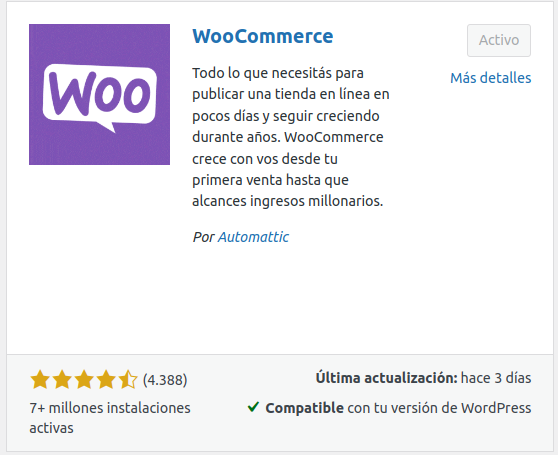 WOO
WooCommerce
Activo
Más detalles
Todo lo que necesitás para
publicar una tienda en línea en
pocos días y seguir creciendo
durante años. WooCommerce
crece con vos desde tu
primera venta hasta que
alcances ingresos millonarios.
Por Automattic
(4.388)
7+ millones instalaciones
activas
Última actualización: hace 3 días
Compatible con tu versión de WordPress